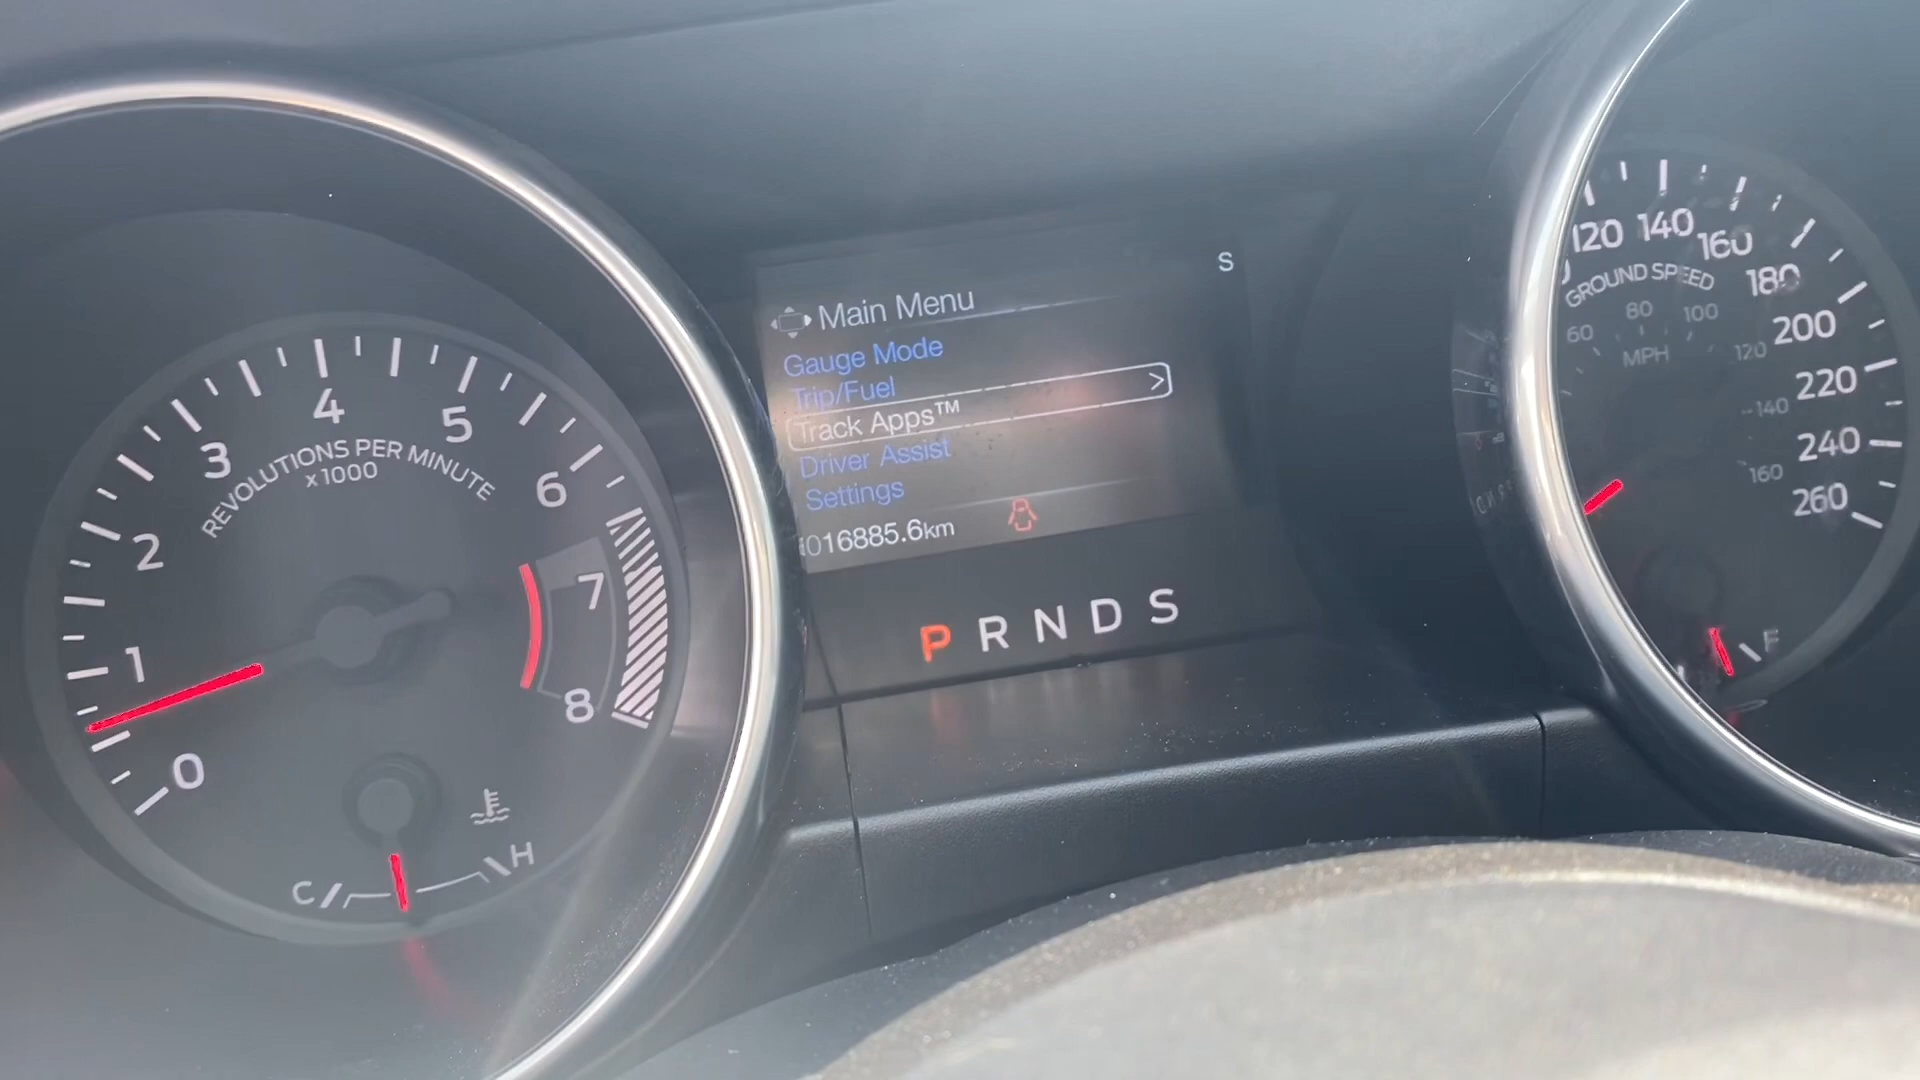 S
Main Menu
Gauge Mode
Trip/Fuel
Track Apps™ >
Driver Assist
Settings
016885.6km
P R N D S
0
1
2
3
4
5
6
7
8
REVOLUTIONS PER MINUTE
x1000
C
H
120
140
160
180
200
220
240
260
GROUND SPEED
60
80
100
120
140
160
MPH
F